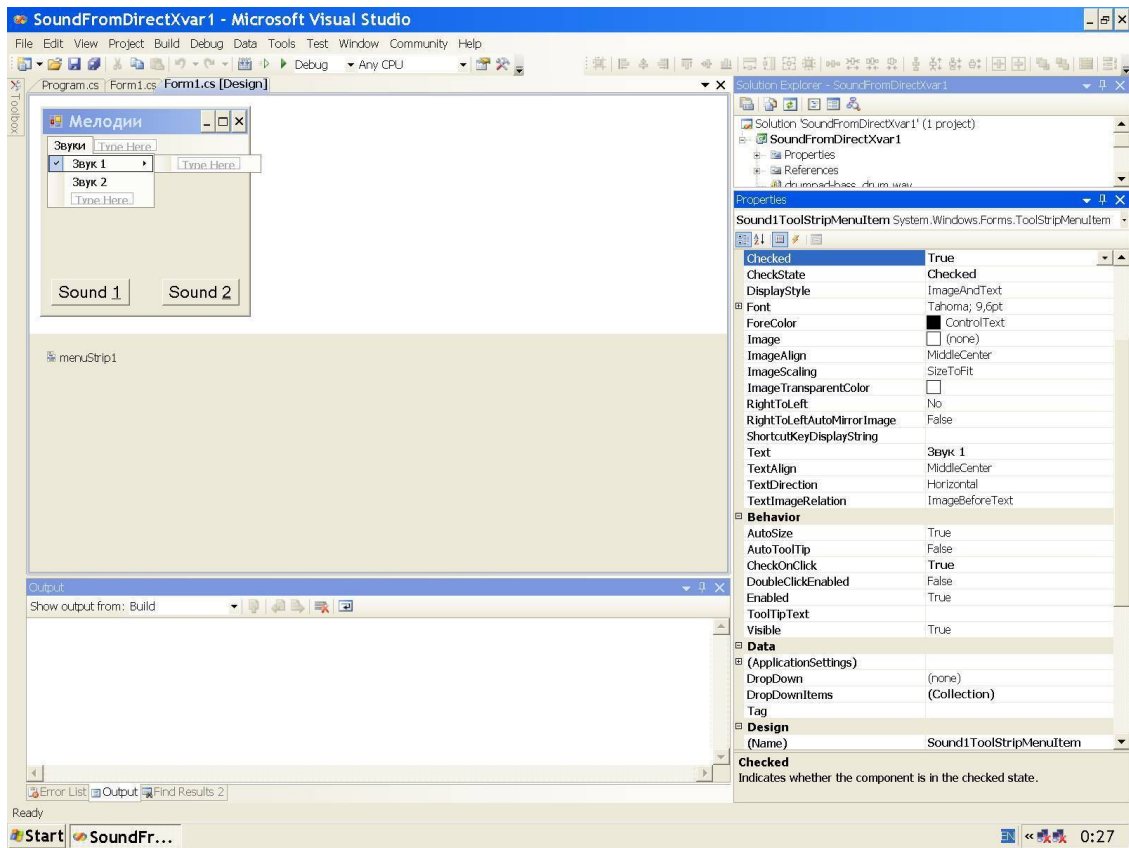 SoundFromDirectXvar1 - Microsoft Visual Studio
File Edit View Project Build Debug Data Tools Test Window Community Help
Debug Any CPU
Toolbox
Program.cs Form1.cs Form1.cs [Design]
Мелодии
Звуки Type Here
Звук 1 Type Here
Звук 2
Type Here
Sound 1 Sound 2
menuStrip1
Output
Show output from: Build
Error List Output Find Results 2
Solution Explorer - SoundFromDirectXvar1
Solution 'SoundFromDirectXvar1' (1 project)
SoundFromDirectXvar1
Properties
References
drumpad-bass_drum.wav
Properties
Sound1ToolStripMenuItem System.Windows.Forms.ToolStripMenuItem
Checked True
CheckState Checked
DisplayStyle ImageAndText
Font Tahoma; 9,6pt
ForeColor ControlText
Image (none)
ImageAlign MiddleCenter
ImageScaling SizeToFit
ImageTransparentColor
RightToLeft No
RightToLeftAutoMirrorImage False
ShortcutKeyDisplayString
Text Звук 1
TextAlign MiddleCenter
TextDirection Horizontal
TextImageRelation ImageBeforeText
Behavior
AutoSize True
AutoToolTip False
CheckOnClick True
DoubleClickEnabled False
Enabled True
ToolTipText
Visible True
Data
(ApplicationSettings)
DropDown (none)
DropDownItems (Collection)
Tag
Design
(Name) Sound1ToolStripMenuItem
Checked
Indicates whether the component is in the checked state.
Ready
Start SoundFr... EN « 0:27